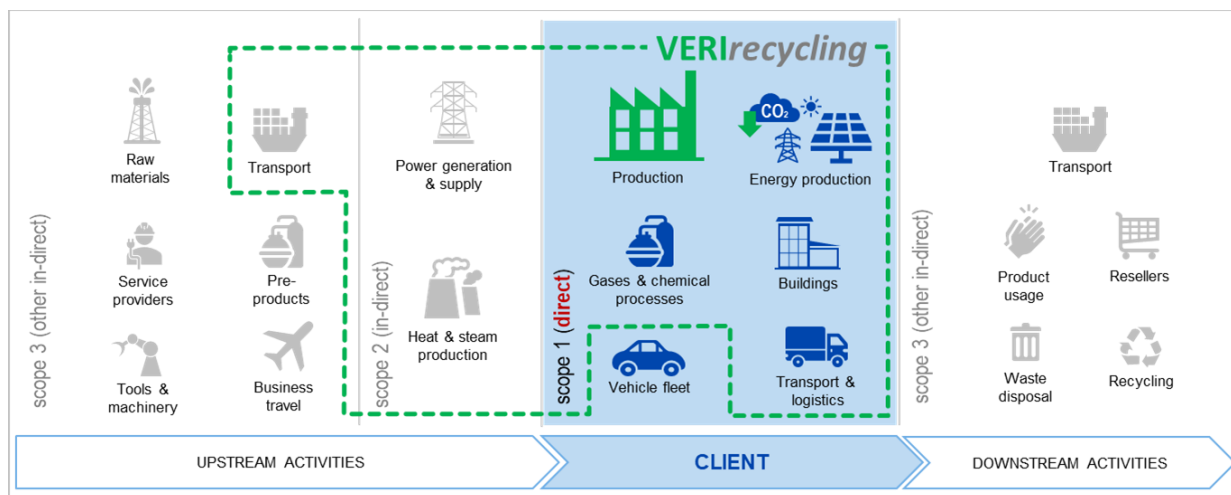 VERIrecycling
scope 3 (other in-direct)
Raw
materials
Transport
Service
providers
Pre-
products
Tools &
machinery
Business
travel
scope 2 (in-direct)
Power generation
& supply
Heat & steam
production
scope 1 (direct)
Production
CO₂
Energy production
Gases & chemical
processes
Buildings
Vehicle fleet
Transport &
logistics
scope 3 (other in-direct)
Transport
Product
usage
Resellers
Waste
disposal
Recycling
UPSTREAM ACTIVITIES
CLIENT
DOWNSTREAM ACTIVITIES